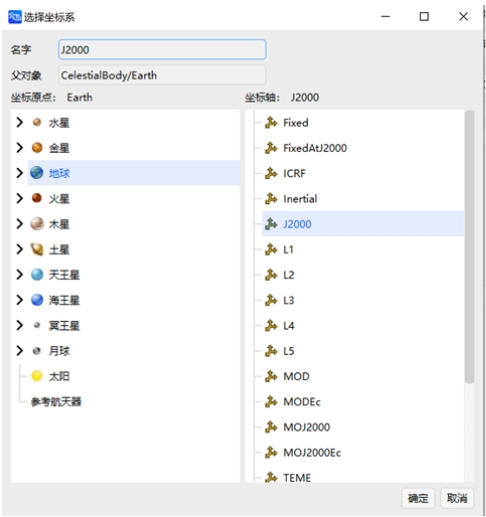 选择坐标系
名字 J2000
父对象 CelestialBody/Earth
坐标原点： Earth
坐标轴： J2000
水星
金星
地球
火星
木星
土星
天王星
海王星
冥王星
月球
太阳
参考航天器
Fixed
FixedAtJ2000
ICRF
Inertial
J2000
L1
L2
L3
L4
L5
MOD
MODEc
MOJ2000
MOJ2000Ec
TEME
确定 取消